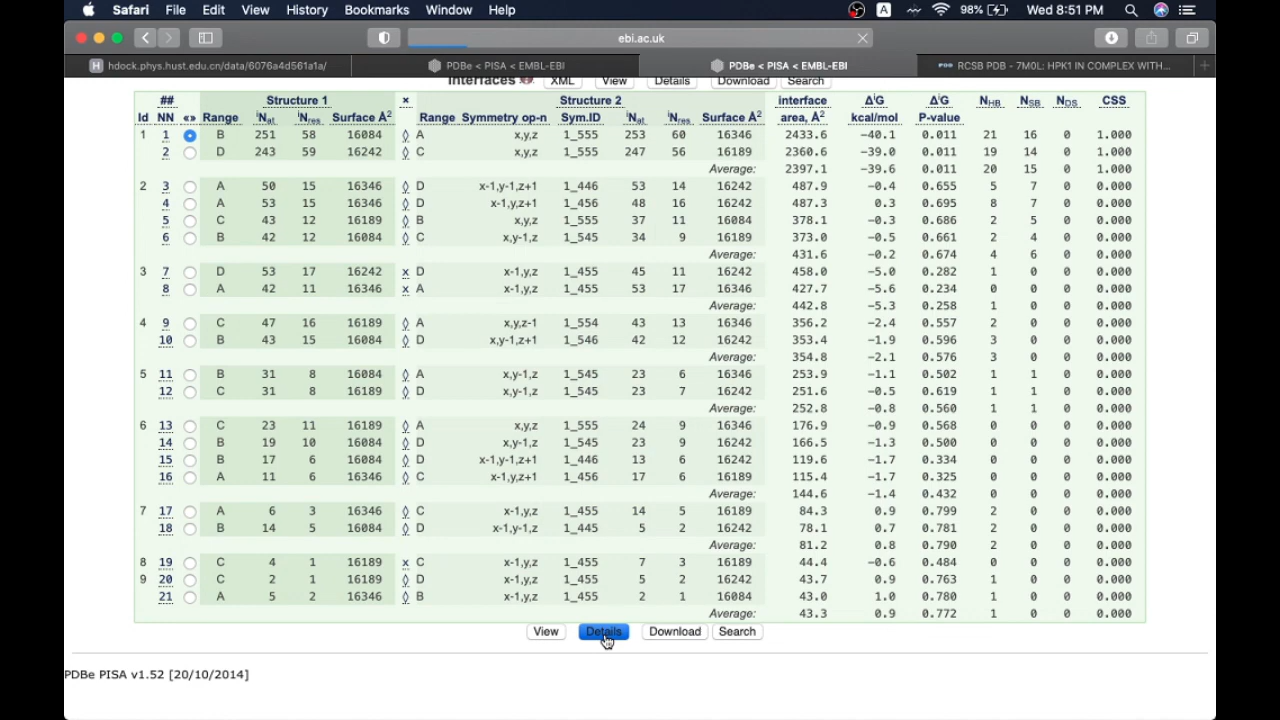 Safari File Edit View History Bookmarks Window Help A 98% Wed 8:51 PM
ebi.ac.uk
hdock.phys.hust.edu.cn/data/6076a4d561a1a/ PDBe < PISA < EMBL-EBI PDBe < PISA < EMBL-EBI RCSB PDB - 7M0L: HPK1 IN COMPLEX WITH...
Interfaces XML View Details Download Search
## Structure 1 × Structure 2 interface ΔⁱG ΔⁱG NHB NSB NDS CSS
Id NN «» Range ⁱNat ⁱNres Surface Å² Range Symmetry op-n Sym.ID ⁱNat ⁱNres Surface Å² area, Å² kcal/mol P-value
1 1 B 251 58 16084 ◊ A x,y,z 1_555 253 60 16346 2433.6 -40.1 0.011 21 16 0 1.000
2 D 243 59 16242 ◊ C x,y,z 1_555 247 56 16189 2360.6 -39.0 0.011 19 14 0 1.000
Average: 2397.1 -39.6 0.011 20 15 0 1.000
2 3 A 50 15 16346 ◊ D x-1,y-1,z+1 1_446 53 14 16242 487.9 -0.4 0.655 5 7 0 0.000
4 A 53 15 16346 ◊ D x-1,y,z+1 1_456 48 16 16242 487.3 0.3 0.695 8 7 0 0.000
5 C 43 12 16189 ◊ B x,y,z 1_555 37 11 16084 378.1 -0.3 0.686 2 5 0 0.000
6 B 42 12 16084 ◊ C x,y-1,z 1_545 34 9 16189 373.0 -0.5 0.661 2 4 0 0.000
Average: 431.6 -0.2 0.674 4 6 0 0.000
3 7 D 53 17 16242 x D x-1,y,z 1_455 45 11 16242 458.0 -5.0 0.282 1 0 0 0.000
8 A 42 11 16346 x A x-1,y,z 1_455 53 17 16346 427.7 -5.6 0.234 0 0 0 0.000
Average: 442.8 -5.3 0.258 1 0 0 0.000
4 9 C 47 16 16189 ◊ A x,y,z-1 1_554 43 13 16346 356.2 -2.4 0.557 2 0 0 0.000
10 B 43 15 16084 ◊ D x,y-1,z+1 1_546 42 12 16242 353.4 -1.9 0.596 3 0 0 0.000
Average: 354.8 -2.1 0.576 3 0 0 0.000
5 11 B 31 8 16084 ◊ A x,y-1,z 1_545 23 6 16346 253.9 -1.1 0.502 1 1 0 0.000
12 C 31 8 16189 ◊ D x,y-1,z 1_545 23 7 16242 251.6 -0.5 0.619 1 1 0 0.000
Average: 252.8 -0.8 0.560 1 1 0 0.000
6 13 C 23 11 16189 ◊ A x,y,z 1_555 24 9 16346 176.9 -0.9 0.568 0 0 0 0.000
14 B 19 10 16084 ◊ D x,y-1,z 1_545 23 9 16242 166.5 -1.3 0.500 0 0 0 0.000
15 B 17 6 16084 ◊ D x-1,y-1,z+1 1_446 13 6 16242 119.6 -1.7 0.334 0 0 0 0.000
16 A 11 6 16346 ◊ C x-1,y,z+1 1_456 17 6 16189 115.4 -1.7 0.325 0 0 0 0.000
Average: 144.6 -1.4 0.432 0 0 0 0.000
7 17 A 6 3 16346 ◊ C x-1,y,z 1_455 14 5 16189 84.3 0.9 0.799 2 0 0 0.000
18 B 14 5 16084 ◊ D x-1,y-1,z 1_445 5 2 16242 78.1 0.7 0.781 2 0 0 0.000
Average: 81.2 0.8 0.790 2 0 0 0.000
8 19 C 4 1 16189 x C x-1,y,z 1_455 7 3 16189 44.4 -0.6 0.484 0 0 0 0.000
9 20 C 2 1 16189 ◊ D x-1,y,z 1_455 5 2 16242 43.7 0.9 0.763 1 0 0 0.000
21 A 5 2 16346 ◊ B x-1,y,z 1_455 2 1 16084 43.0 1.0 0.780 1 0 0 0.000
Average: 43.3 0.9 0.772 1 0 0 0.000
View Details Download Search
PDBe PISA v1.52 [20/10/2014]